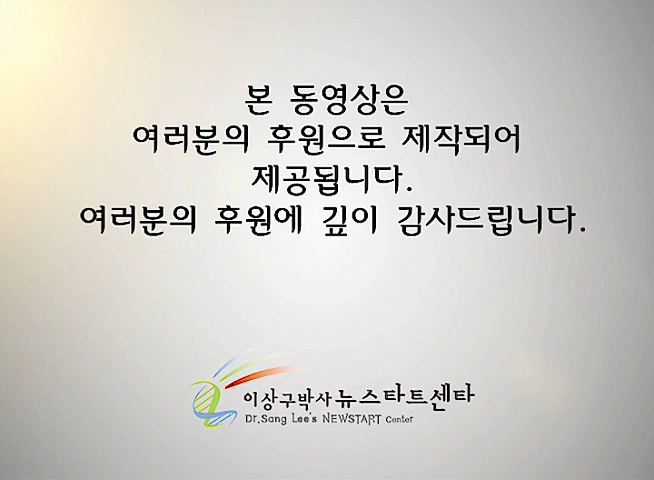 본 동영상은
여러분의 후원으로 제작되어
제공됩니다.
여러분의 후원에 깊이 감사드립니다.
이상구박사 뉴스타트센타
Dr.Sang Lee's NEWSTART Center